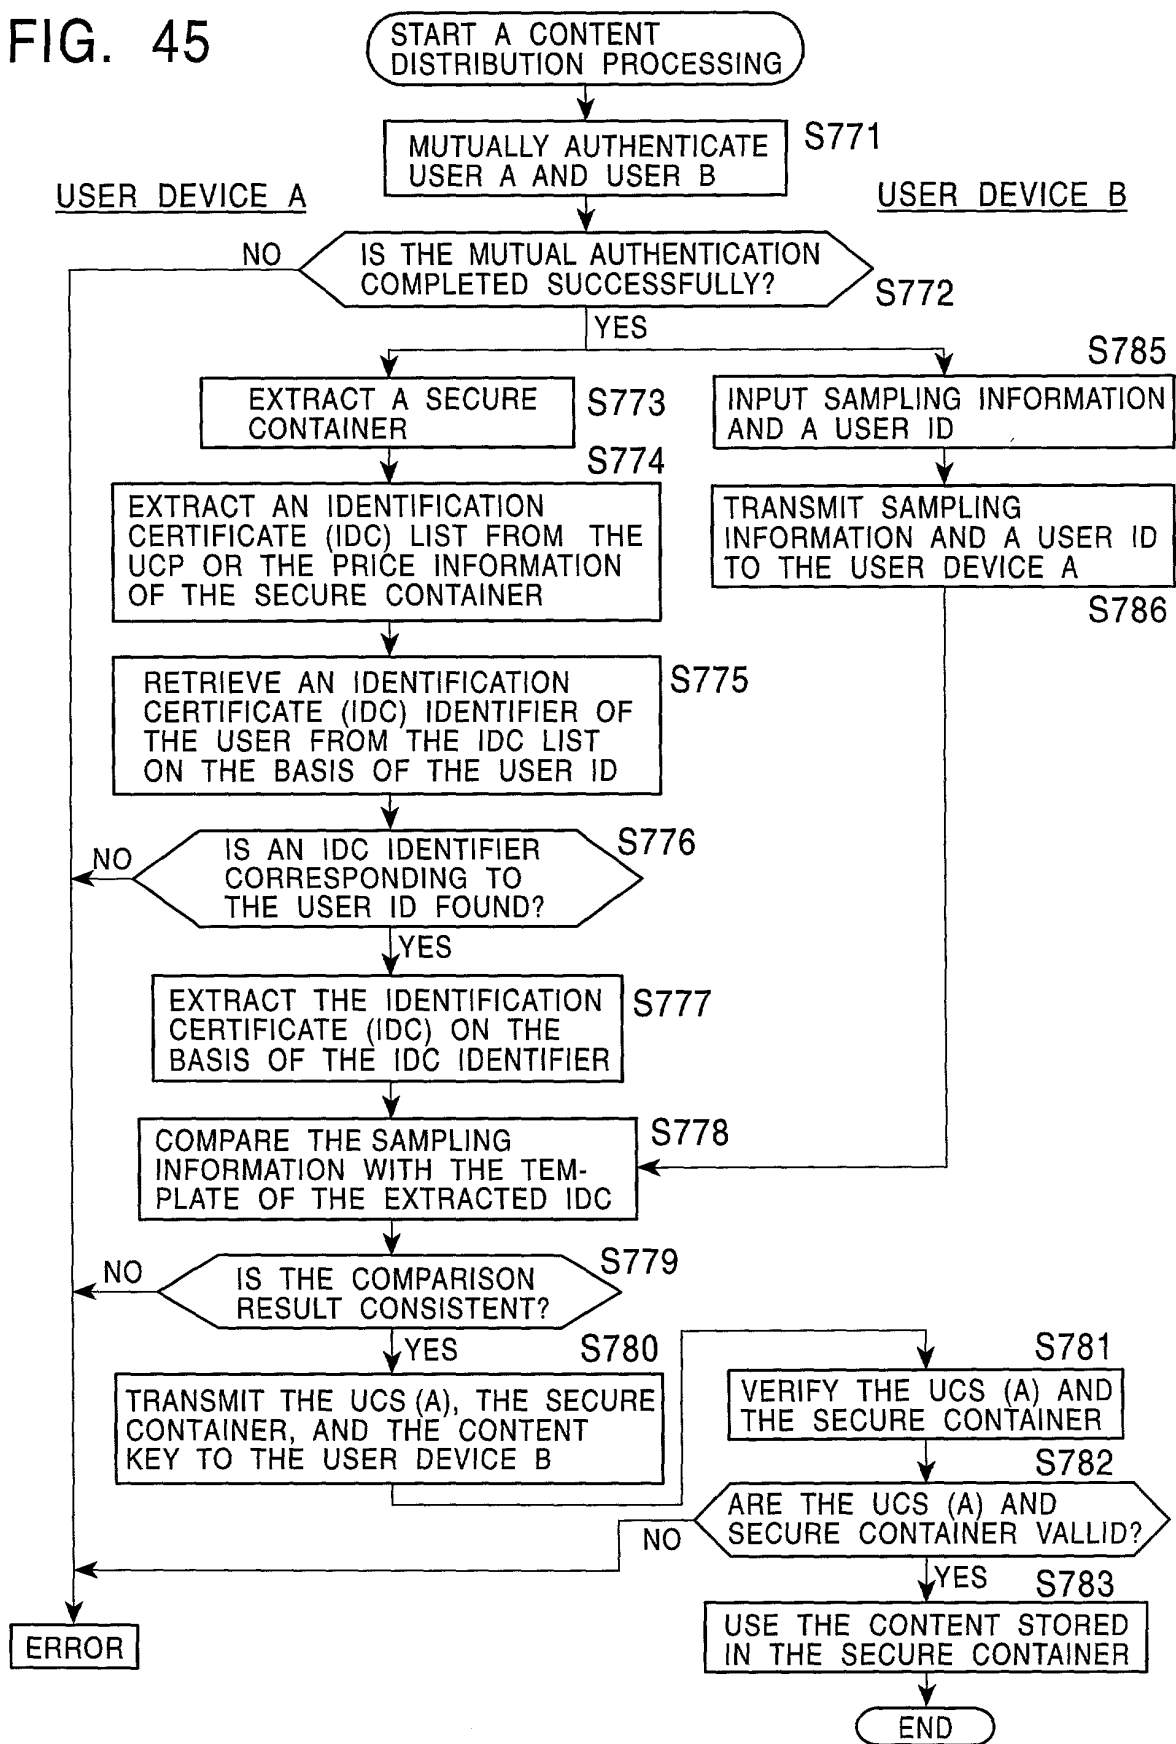 FIG. 45
START A CONTENT
DISTRIBUTION PROCESSING
MUTUALLY AUTHENTICATE
USER A AND USER B
S771
USER DEVICE A
USER DEVICE B
NO
IS THE MUTUAL AUTHENTICATION
COMPLETED SUCCESSFULLY?
S772
YES
EXTRACT A SECURE
CONTAINER
S773
S785
INPUT SAMPLING INFORMATION
AND A USER ID
S774
EXTRACT AN IDENTIFICATION
CERTIFICATE (IDC) LIST FROM THE
UCP OR THE PRICE INFORMATION
OF THE SECURE CONTAINER
TRANSMIT SAMPLING
INFORMATION AND A USER ID
TO THE USER DEVICE A
S786
RETRIEVE AN IDENTIFICATION
CERTIFICATE (IDC) IDENTIFIER OF
THE USER FROM THE IDC LIST
ON THE BASIS OF THE USER ID
S775
NO
IS AN IDC IDENTIFIER
CORRESPONDING TO
THE USER ID FOUND?
S776
YES
EXTRACT THE IDENTIFICATION
CERTIFICATE (IDC) ON THE
BASIS OF THE IDC IDENTIFIER
S777
COMPARE THE SAMPLING
INFORMATION WITH THE TEM-
PLATE OF THE EXTRACTED IDC
S778
NO
IS THE COMPARISON
RESULT CONSISTENT?
S779
YES
S780
TRANSMIT THE UCS (A), THE SECURE
CONTAINER, AND THE CONTENT
KEY TO THE USER DEVICE B
S781
VERIFY THE UCS (A) AND
THE SECURE CONTAINER
S782
ARE THE UCS (A) AND
SECURE CONTAINER VALLID?
NO
YES
S783
USE THE CONTENT STORED
IN THE SECURE CONTAINER
ERROR
END